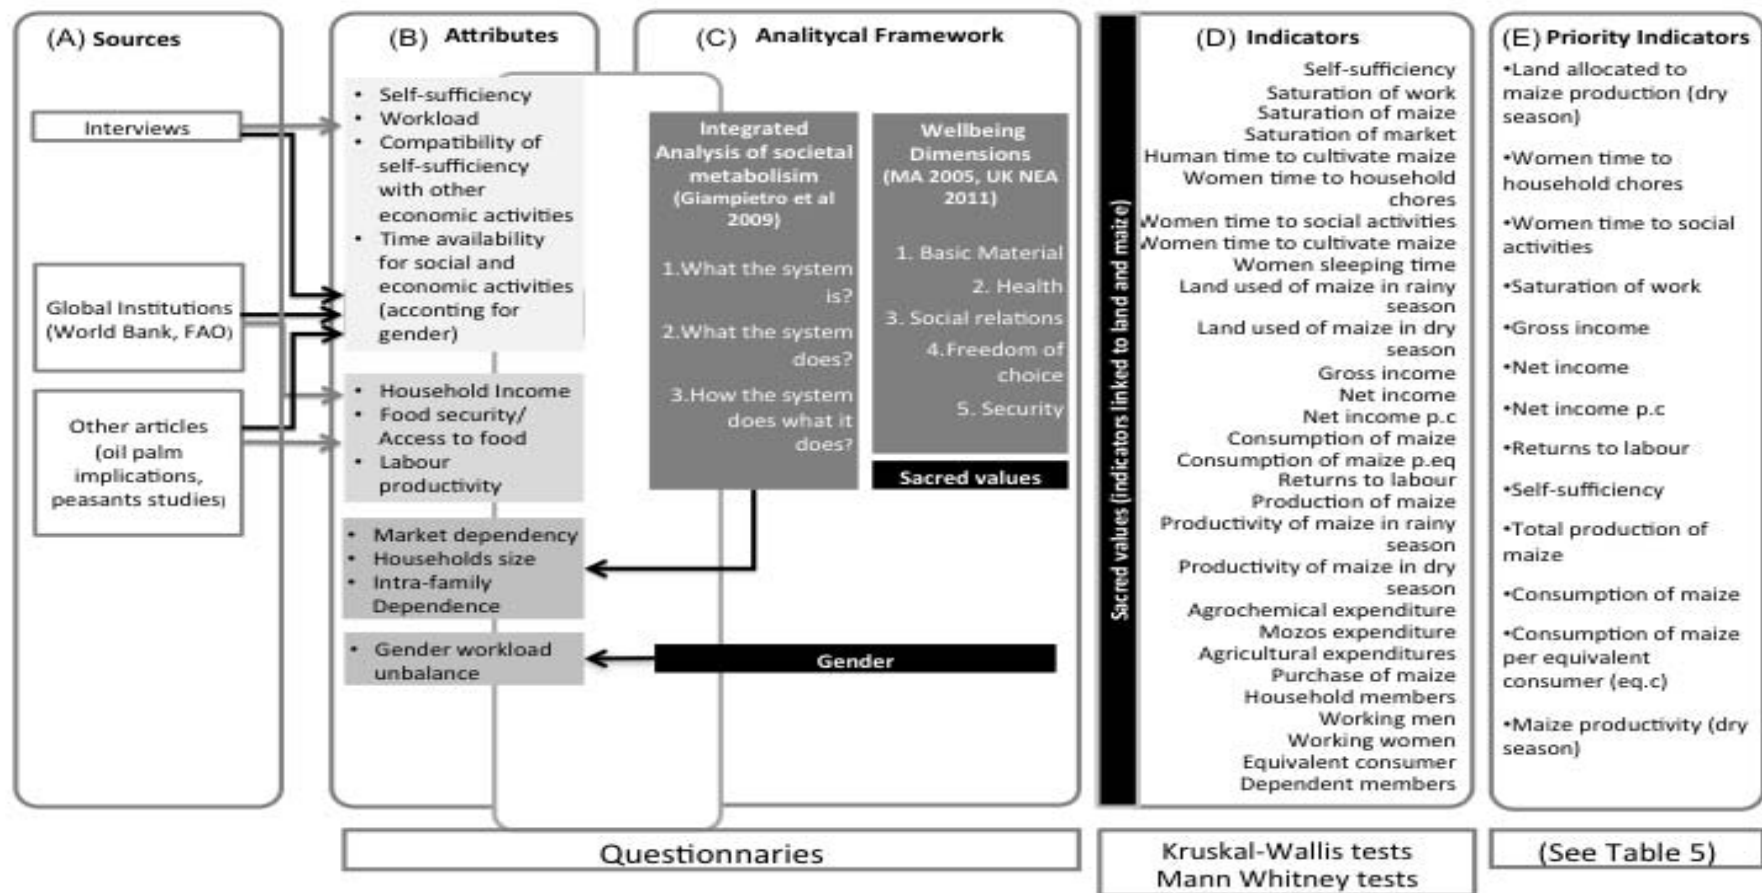 (A) Sources
Interviews
Global Institutions
(World Bank, FAO)
Other articles
(oil palm
implications,
peasants studies)
(B) Attributes
• Self-sufficiency
• Workload
• Compatibility of
self-sufficiency
with other
economic activities
• Time availability
for social and
economic activities
(acconting for
gender)
• Household Income
• Food security/
Access to food
• Labour
productivity
• Market dependency
• Households size
• Intra-family
Dependence
• Gender workload
unbalance
(C) Analitycal Framework
Integrated
Analysis of societal
metabolisim
(Giampietro et al
2009)
1.What the system
is?
2.What the system
does?
3.How the system
does what it
does?
Wellbeing
Dimensions
(MA 2005, UK NEA
2011)
1. Basic Material
2. Health
3. Social relations
4.Freedom of
choice
5. Security
Sacred values
Gender
Questionnaries
Sacred values (indicators linked to land and maize)
(D) Indicators
Self-sufficiency
Saturation of work
Saturation of maize
Saturation of market
Human time to cultivate maize
Women time to household
chores
Women time to social activities
Women time to cultivate maize
Women sleeping time
Land used of maize in rainy
season
Land used of maize in dry
season
Gross income
Net income
Net income p.c
Consumption of maize
Consumption of maize p.eq
Returns to labour
Production of maize
Productivity of maize in rainy
season
Productivity of maize in dry
season
Agrochemical expenditure
Mozos expenditure
Agricultural expenditures
Purchase of maize
Household members
Working men
Working women
Equivalent consumer
Dependent members
Kruskal-Wallis tests
Mann Whitney tests
(E) Priority Indicators
•Land allocated to
maize production (dry
season)
•Women time to
household chores
•Women time to social
activities
•Saturation of work
•Gross income
•Net income
•Net income p.c
•Returns to labour
•Self-sufficiency
•Total production of
maize
•Consumption of maize
•Consumption of maize
per equivalent
consumer (eq.c)
•Maize productivity (dry
season)
(See Table 5)